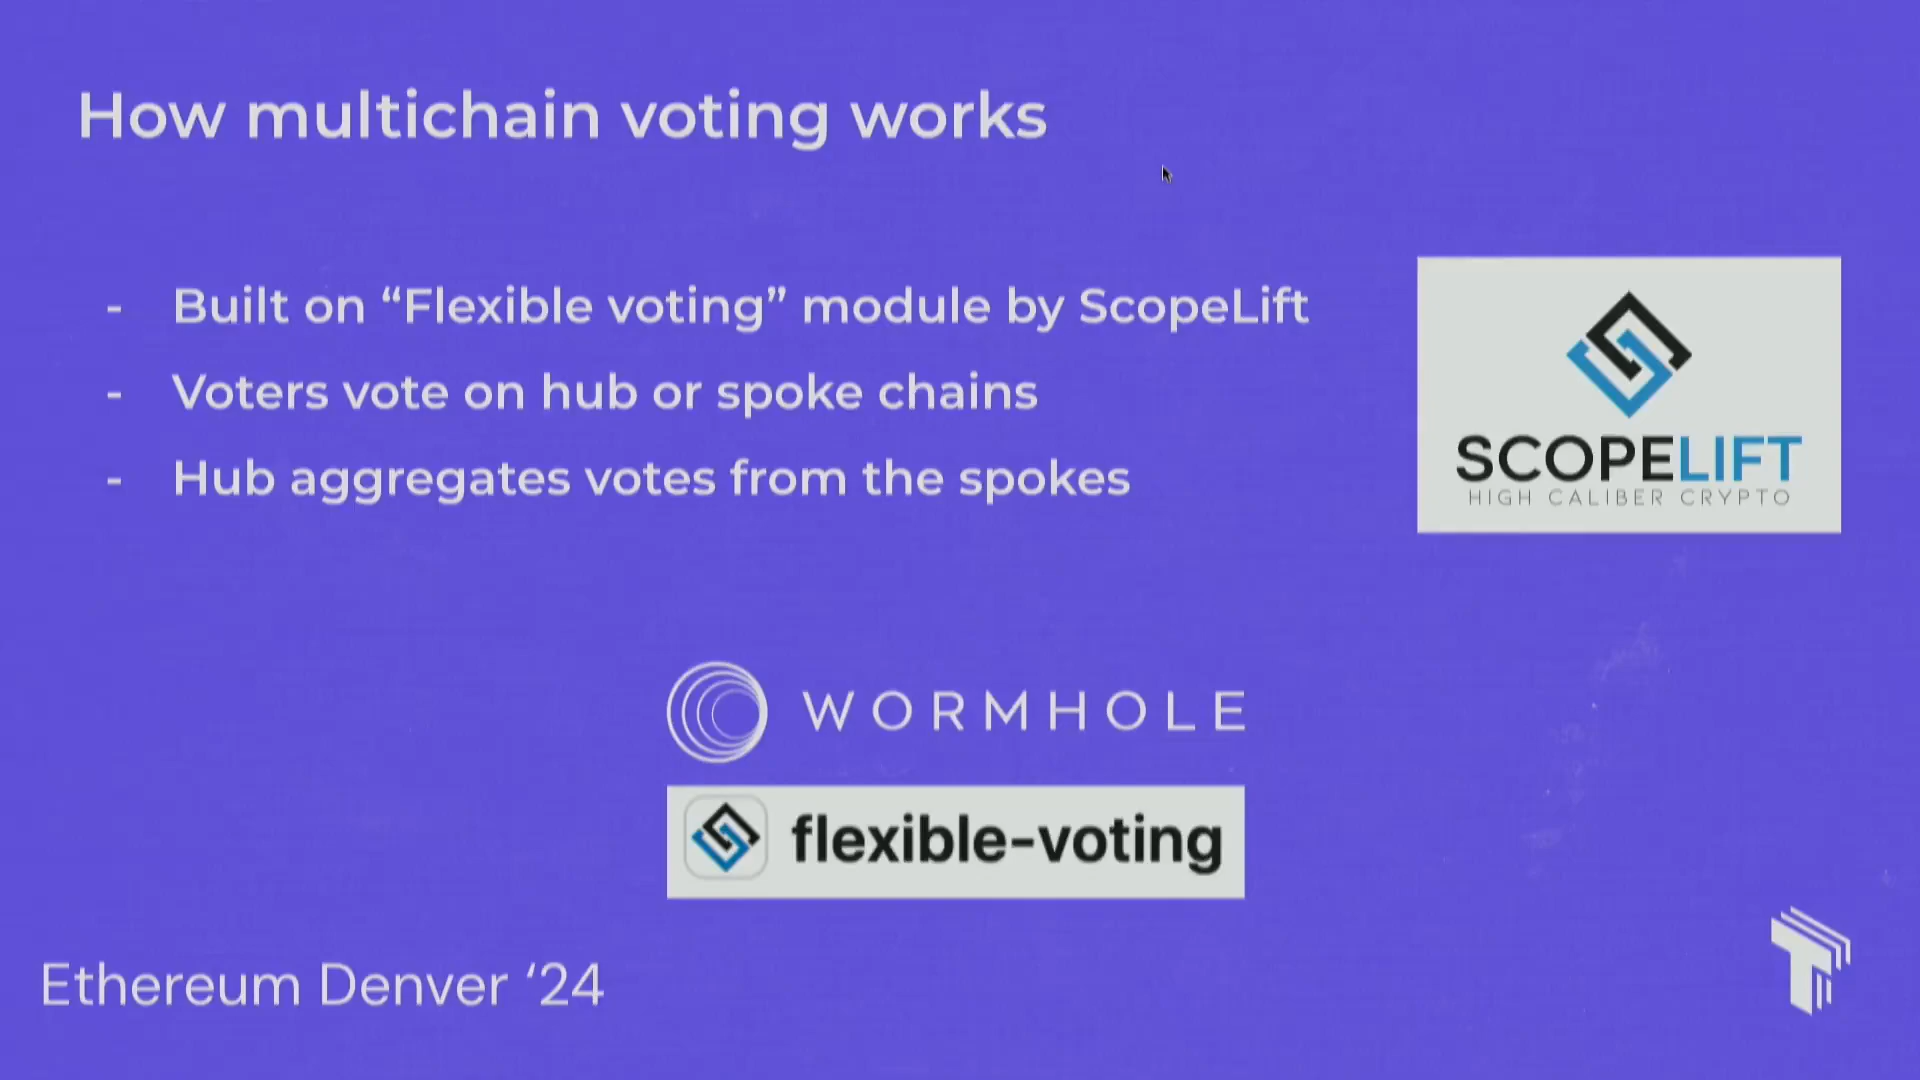 How multichain voting works
- Built on “Flexible voting” module by ScopeLift
- Voters vote on hub or spoke chains
- Hub aggregates votes from the spokes
SCOPELIFT
HIGH CALIBER CRYPTO
WORMHOLE
flexible-voting
Ethereum Denver ‘24